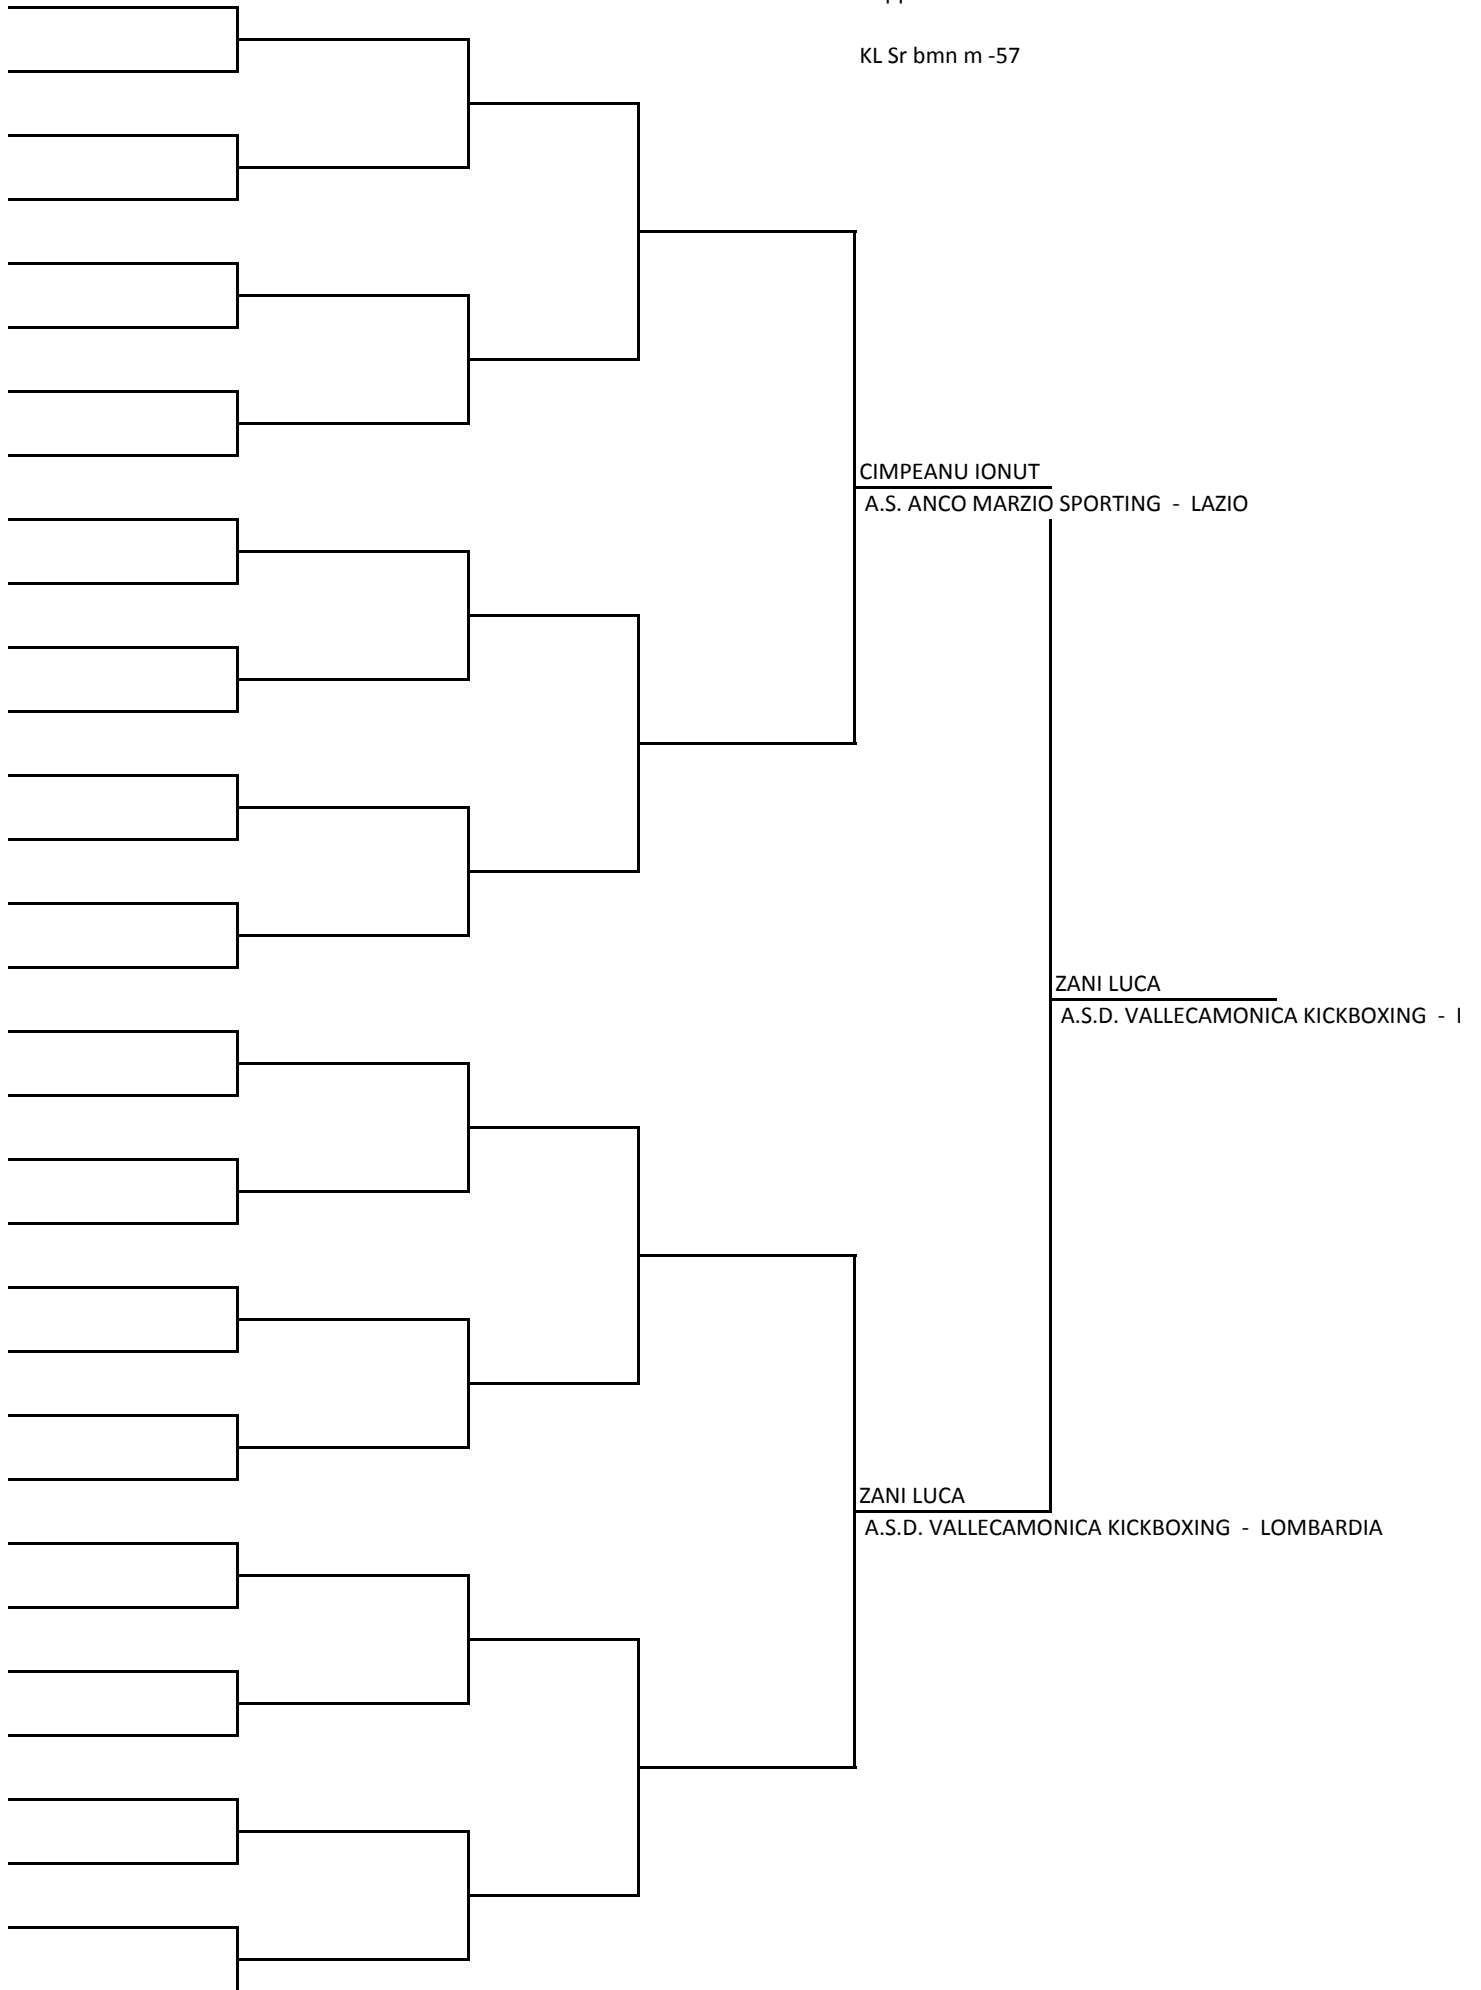 KL Sr bmn m -57
CIMPEANU IONUT
A.S. ANCO MARZIO SPORTING - LAZIO
ZANI LUCA
A.S.D. VALLECAMONICA KICKBOXING -
ZANI LUCA
A.S.D. VALLECAMONICA KICKBOXING - LOMBARDIA